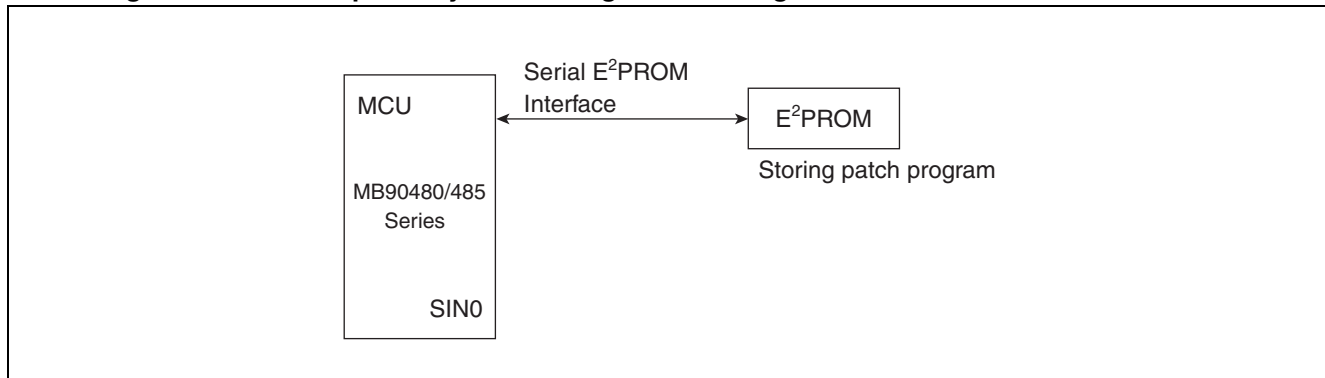 Serial E²PROM
Interface
MCU
E²PROM
Storing patch program
MB90480/485
Series
SIN0